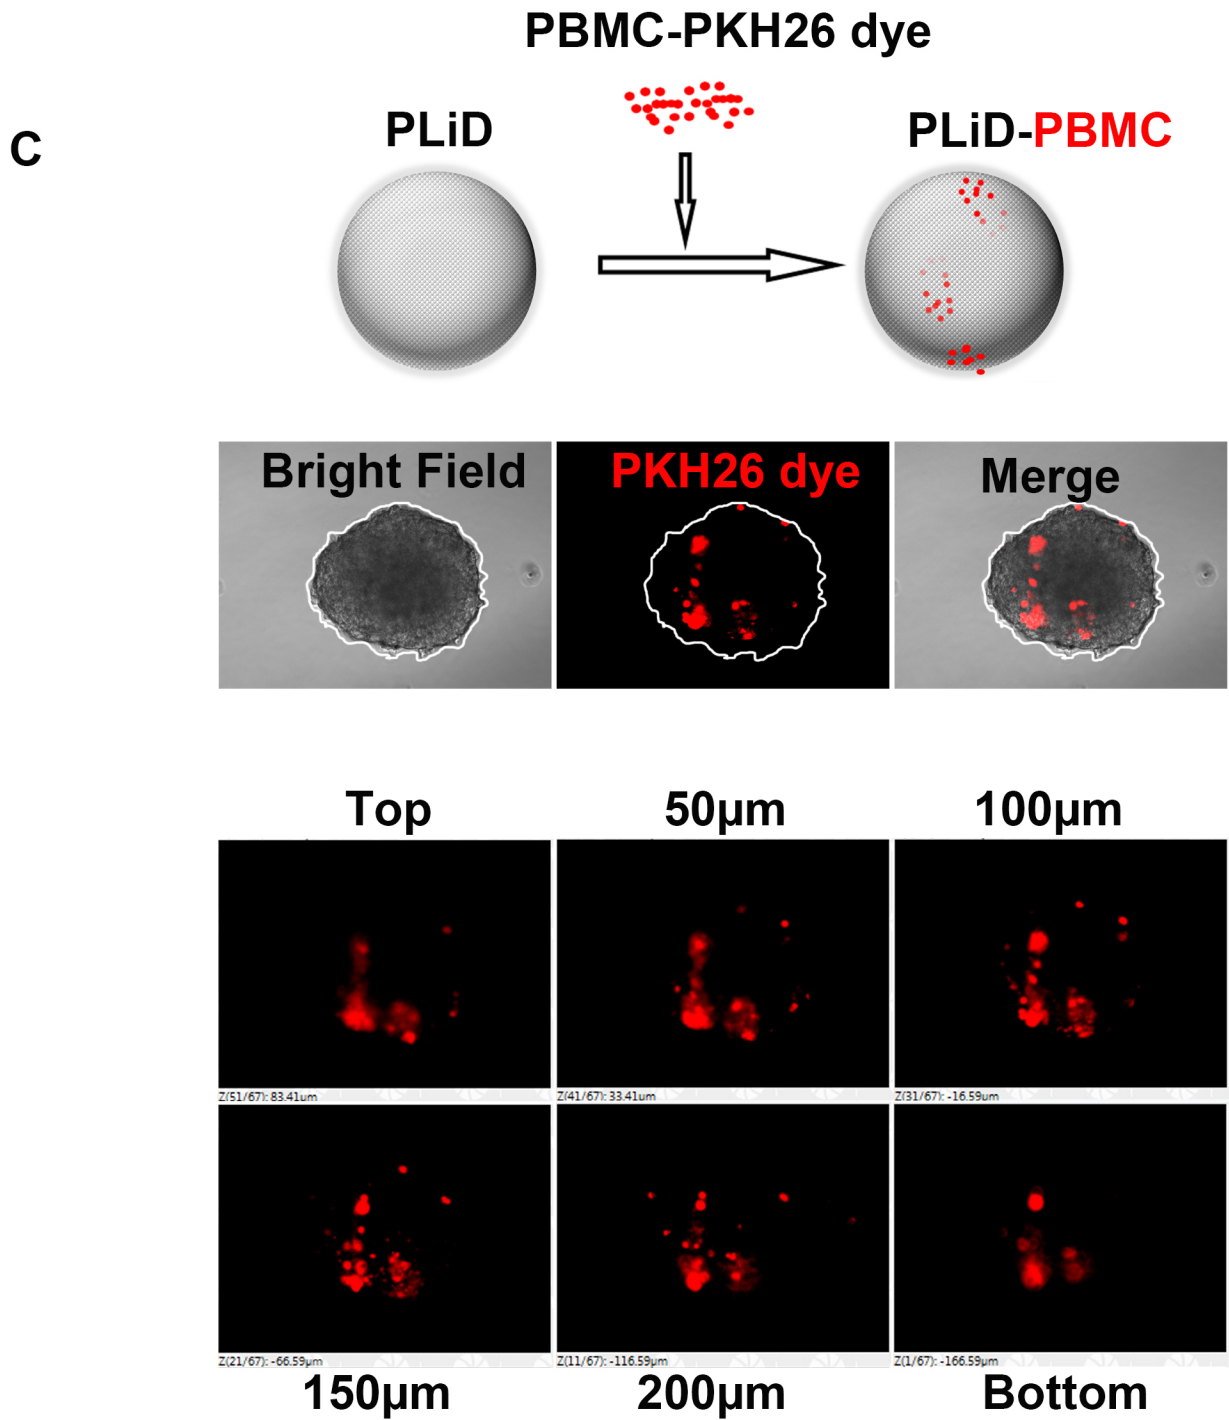 PBMC-PKH26 dye
C
PLiD
PLiD-PBMC
Bright Field
PKH26 dye
Merge
Top
50µm
100µm
Z(51/67): 83.41um
Z(41/67): 33.41um
Z(31/67): -16.59µm
Z(21/67): -66.59µm
Z(11/67): -116.59µm
Z(1/67): -166.59µm
150µm
200µm
Bottom